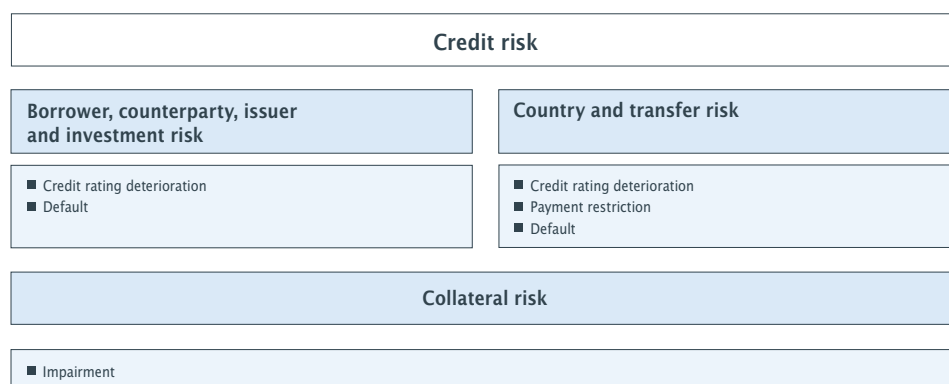 Credit risk
Borrower, counterparty, issuer
and investment risk
■ Credit rating deterioration
■ Default
Country and transfer risk
■ Credit rating deterioration
■ Payment restriction
■ Default
Collateral risk
■ Impairment